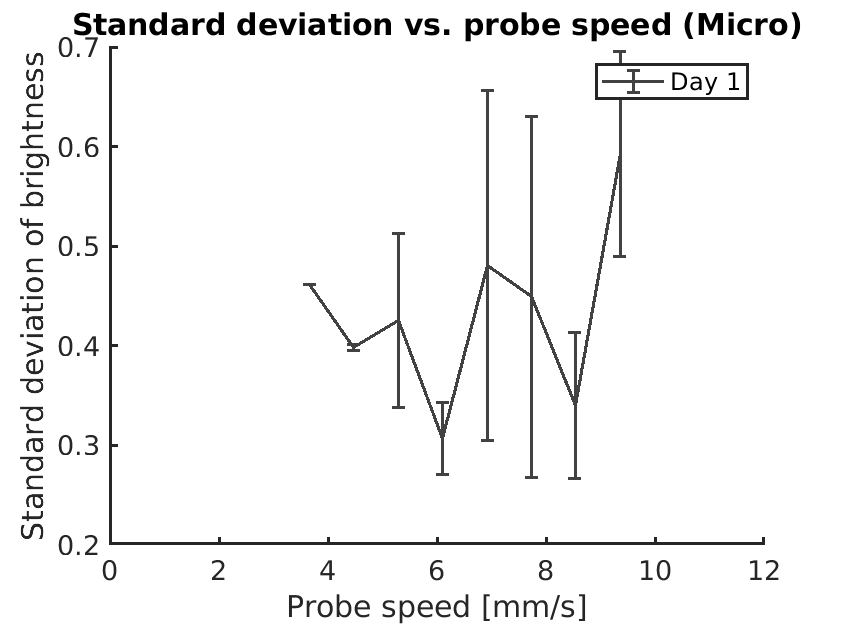 Standard deviation vs. probe speed (Micro)
Standard deviation of brightness
0.7
0.6
0.5
0.4
0.3
0.2
Day 1
0 2 4 6 8 10 12
Probe speed [mm/s]